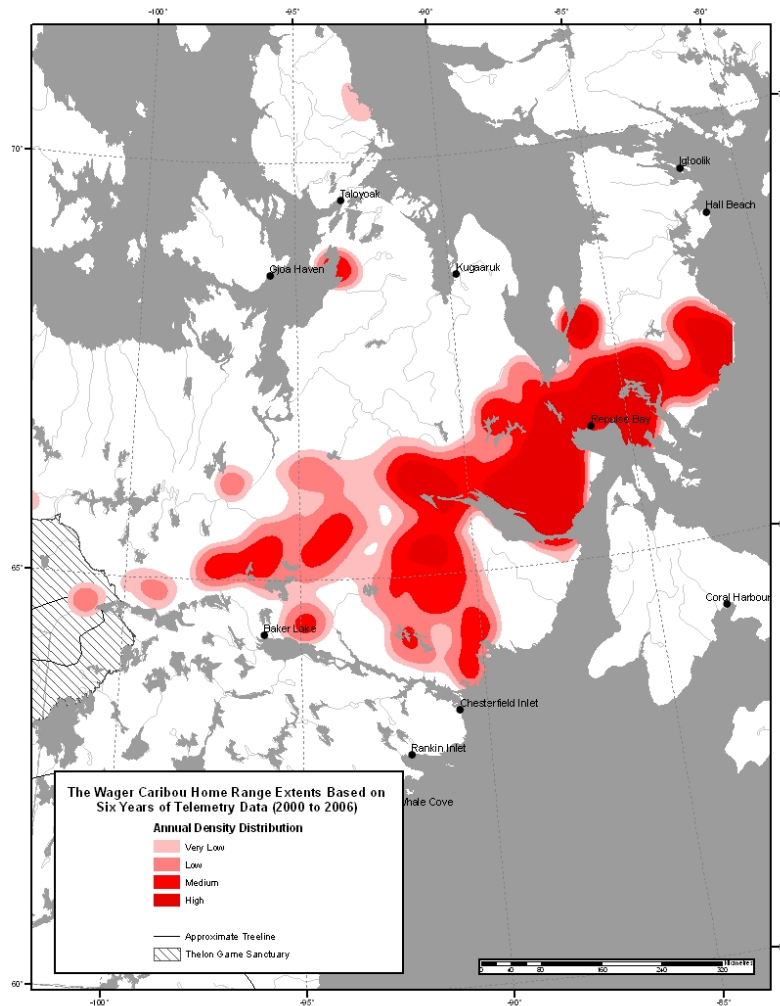 -100°
-95°
-90°
-85°
-80°
70°
Igloolik
Taloyoak
Hall Beach
Gjoa Haven
Kugaaruk
Repulse Bay
65°
Coral Harbour
Baker Lake
Chesterfield Inlet
Rankin Inlet
Whale Cove
The Wager Caribou Home Range Extents Based on
Six Years of Telemetry Data (2000 to 2006)
Annual Density Distribution
Very Low
Low
Medium
High
Approximate Treeline
Thelon Game Sanctuary
Kilometres
0 40 80 160 240 320
60°
-100°
-95°
-90°
-85°